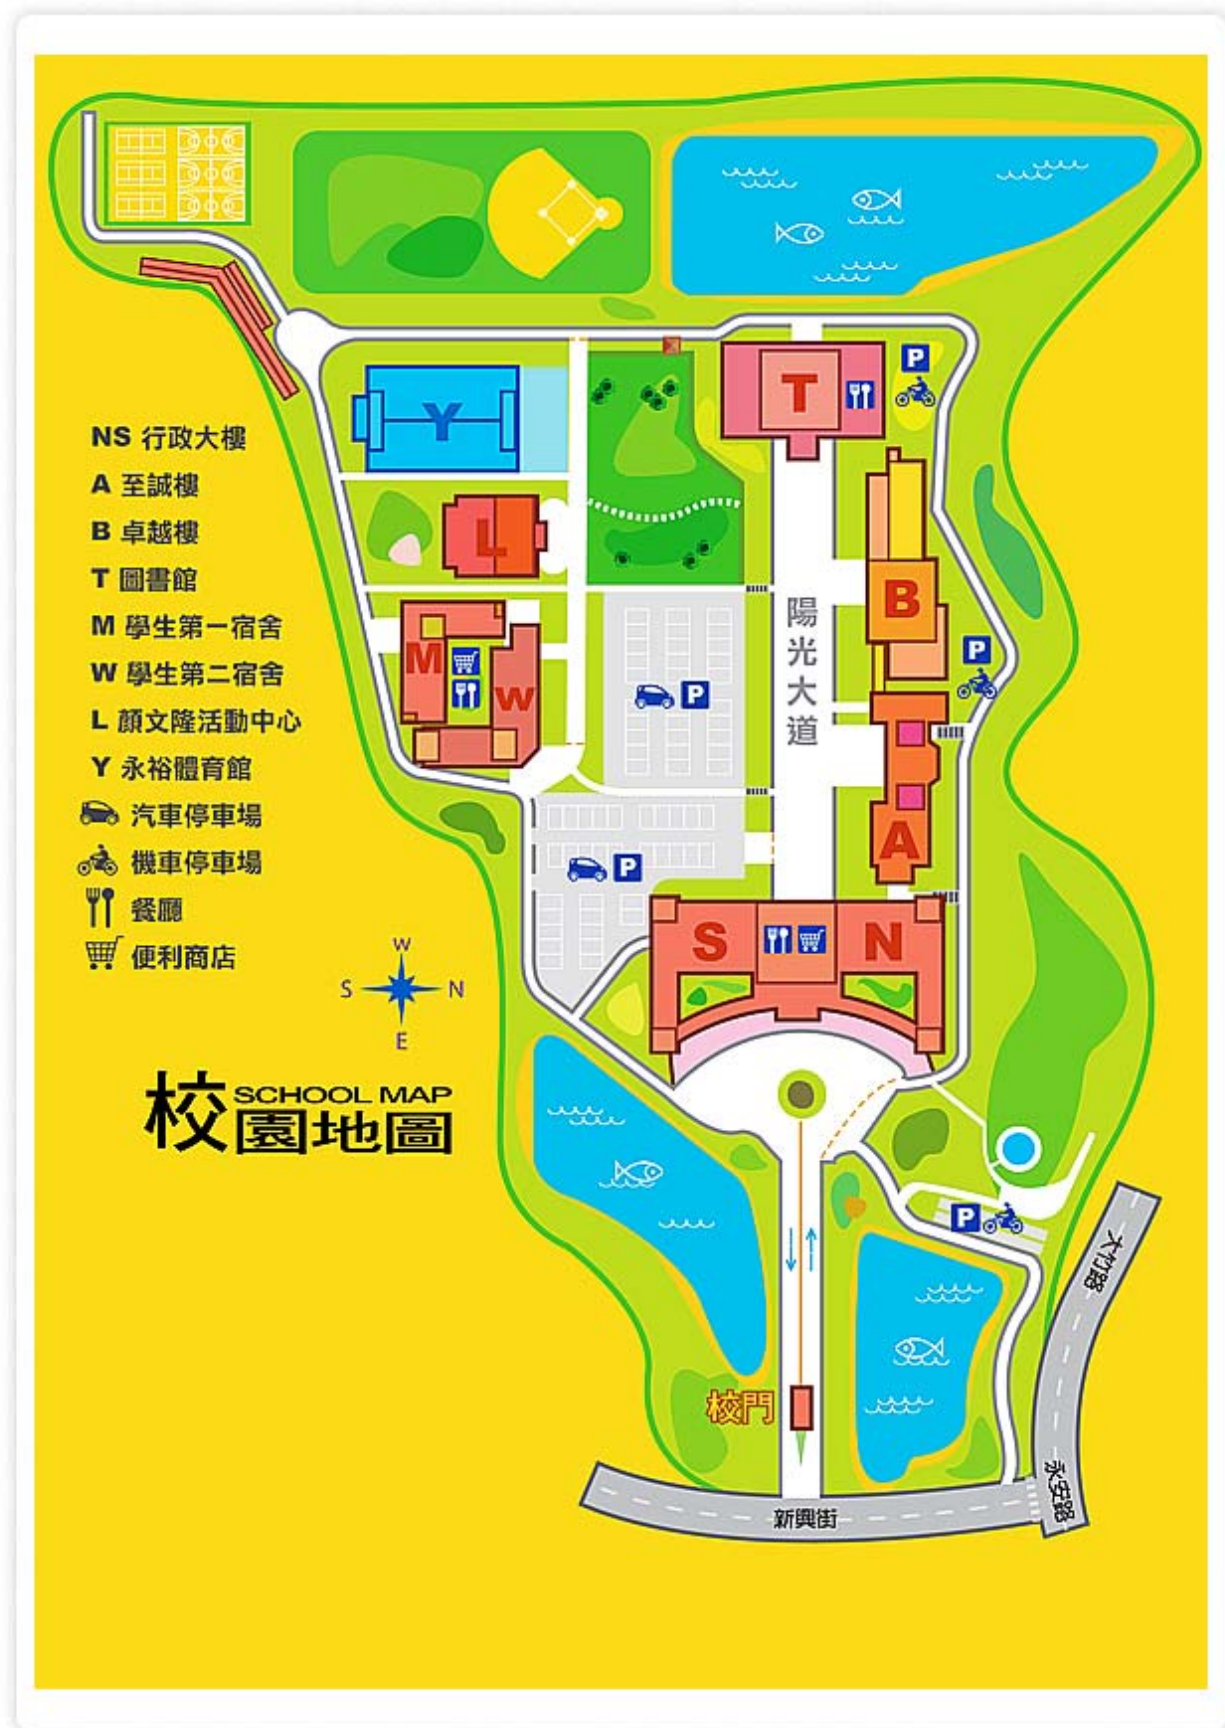 NS 行政大樓
A 至誠樓
B 卓越樓
T 圖書館
M 學生第一宿舍
W 學生第二宿舍
L 顏文隆活動中心
Y 永裕體育館
汽車停車場
機車停車場
餐廳
便利商店
W
S
N
E
校園地圖
SCHOOL MAP
Y
T
P
L
B
M
W
P
陽光大道
P
A
P
S
N
P
校門
大竹路
永安路
新興街